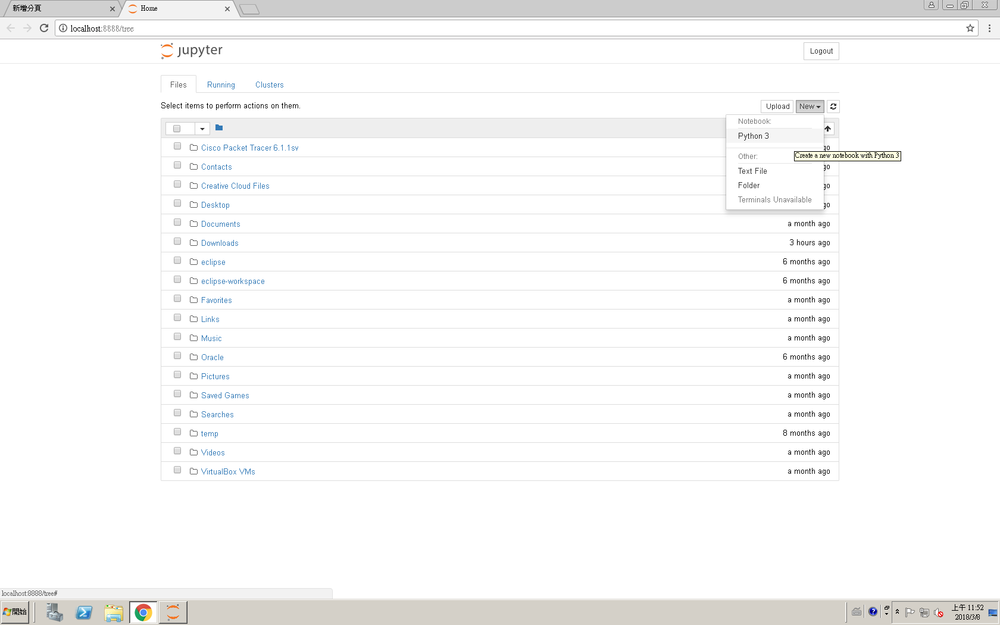 新增分頁
Home
localhost:8888/tree
jupyter
Logout
Files Running Clusters
Select items to perform actions on them.
Upload New
Notebook:
Python 3
Create a new notebook with Python 3
Other:
Text File
Folder
Terminals Unavailable
Cisco Packet Tracer 6.1.1sv go
Contacts go
Creative Cloud Files go
Desktop go
Documents a month ago
Downloads 3 hours ago
eclipse 6 months ago
eclipse-workspace 6 months ago
Favorites a month ago
Links a month ago
Music a month ago
Oracle 6 months ago
Pictures a month ago
Saved Games a month ago
Searches a month ago
temp 8 months ago
Videos a month ago
VirtualBox VMs a month ago
localhost:8888/tree#
開始
上午 11:52
2018/3/8